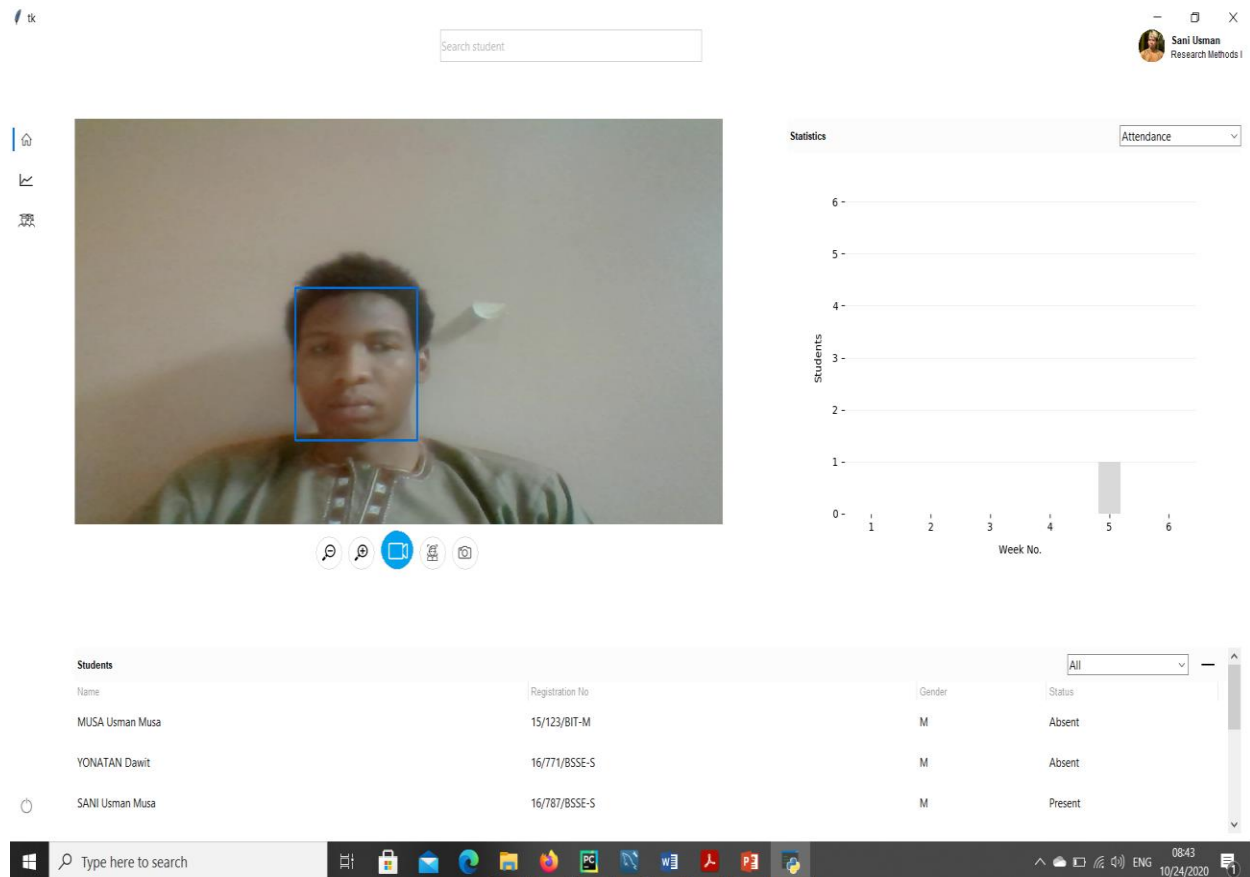 tk
Search student
Sani Usman
Research Methods I
Statistics
Attendance
6
5
4
3
2
1
0
Students
1 2 3 4 5 6
Week No.
Students
All
Name Registration No Gender Status
MUSA Usman Musa 15/123/BIT-M M Absent
YONATAN Dawit 16/771/BSSE-S M Absent
SANI Usman Musa 16/787/BSSE-S M Present
Type here to search
PC
ENG
08:43
10/24/2020
1